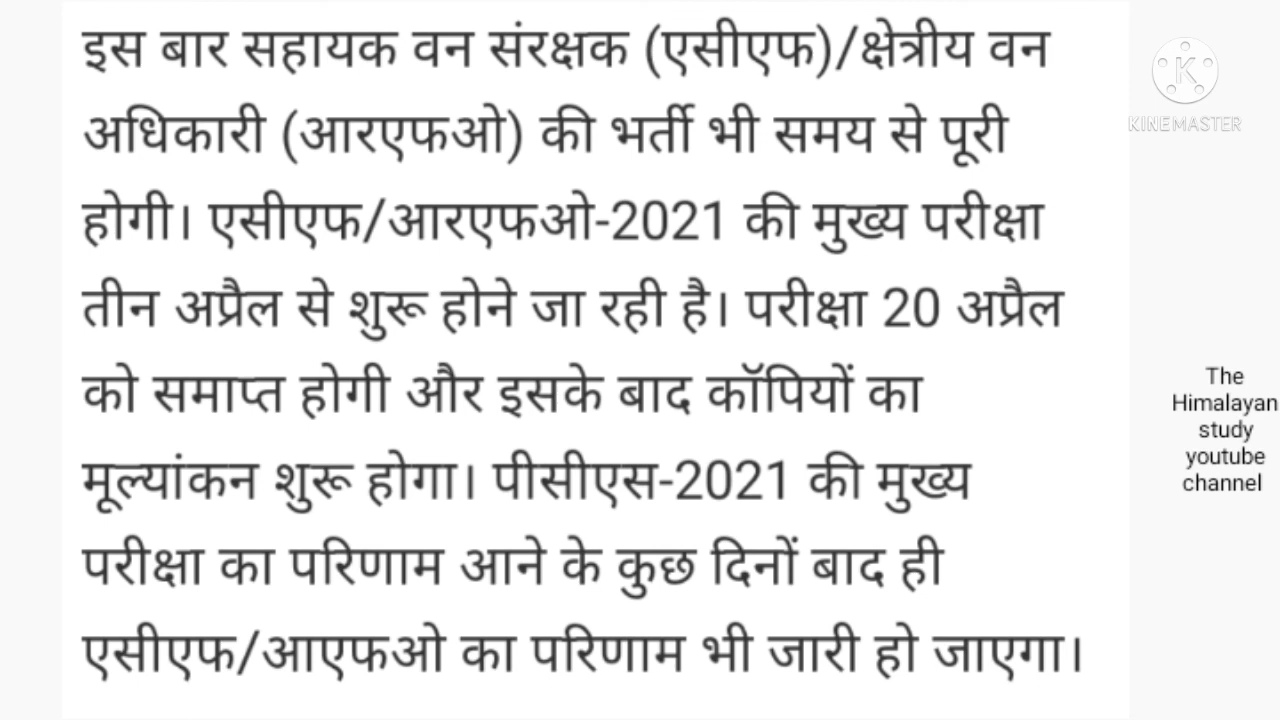 इस बार सहायक वन संरक्षक (एसीएफ)/क्षेत्रीय वन
अधिकारी (आरएफओ) की भर्ती भी समय से पूरी
होगी। एसीएफ/आरएफओ-2021 की मुख्य परीक्षा
तीन अप्रैल से शुरू होने जा रही है। परीक्षा 20 अप्रैल
को समाप्त होगी और इसके बाद कॉपियों का
मूल्यांकन शुरू होगा। पीसीएस-2021 की मुख्य
परीक्षा का परिणाम आने के कुछ दिनों बाद ही
एसीएफ/आएफओ का परिणाम भी जारी हो जाएगा।
K
KINEMASTER
The
Himalayan
study
youtube
channel